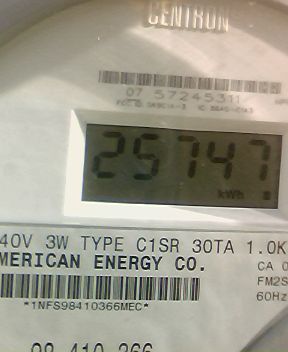 CENTRON
07 57245311
25747
kWh
40V 3W TYPE C1SR 30TA 1.0K
MERICAN ENERGY CO.
CA 0
FM2S
60Hz
*1NFS98410366MEC*
98 410 366